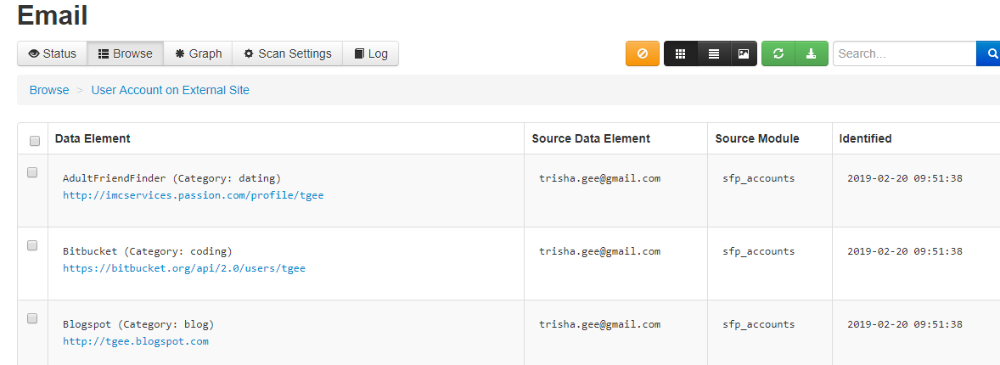 Email
Status Browse Graph Scan Settings Log Search...
Browse > User Account on External Site
Data Element Source Data Element Source Module Identified
AdultFriendFinder (Category: dating) trisha.gee@gmail.com sfp_accounts 2019-02-20 09:51:38
http://imcservices.passion.com/profile/tgee
Bitbucket (Category: coding) trisha.gee@gmail.com sfp_accounts 2019-02-20 09:51:38
https://bitbucket.org/api/2.0/users/tgee
Blogspot (Category: blog) trisha.gee@gmail.com sfp_accounts 2019-02-20 09:51:38
http://tgee.blogspot.com